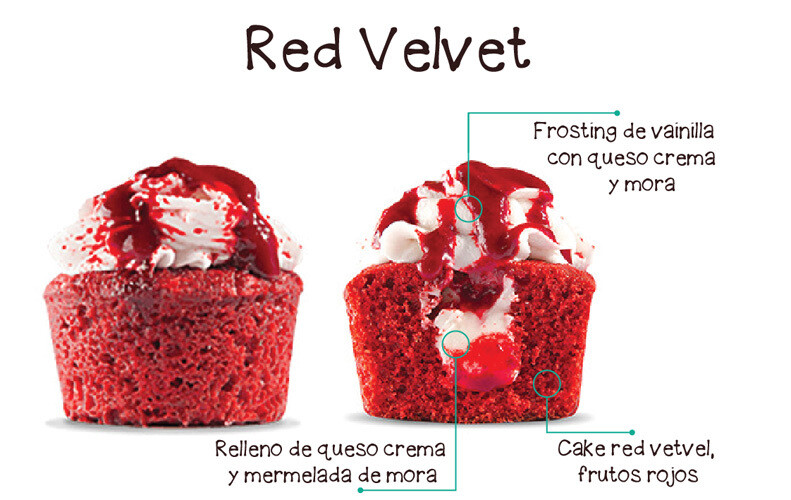 Red Velvet
Frosting de vainilla
con queso crema
y mora
Relleno de queso crema
y mermelada de mora
Cake red vetvel,
frutos rojos